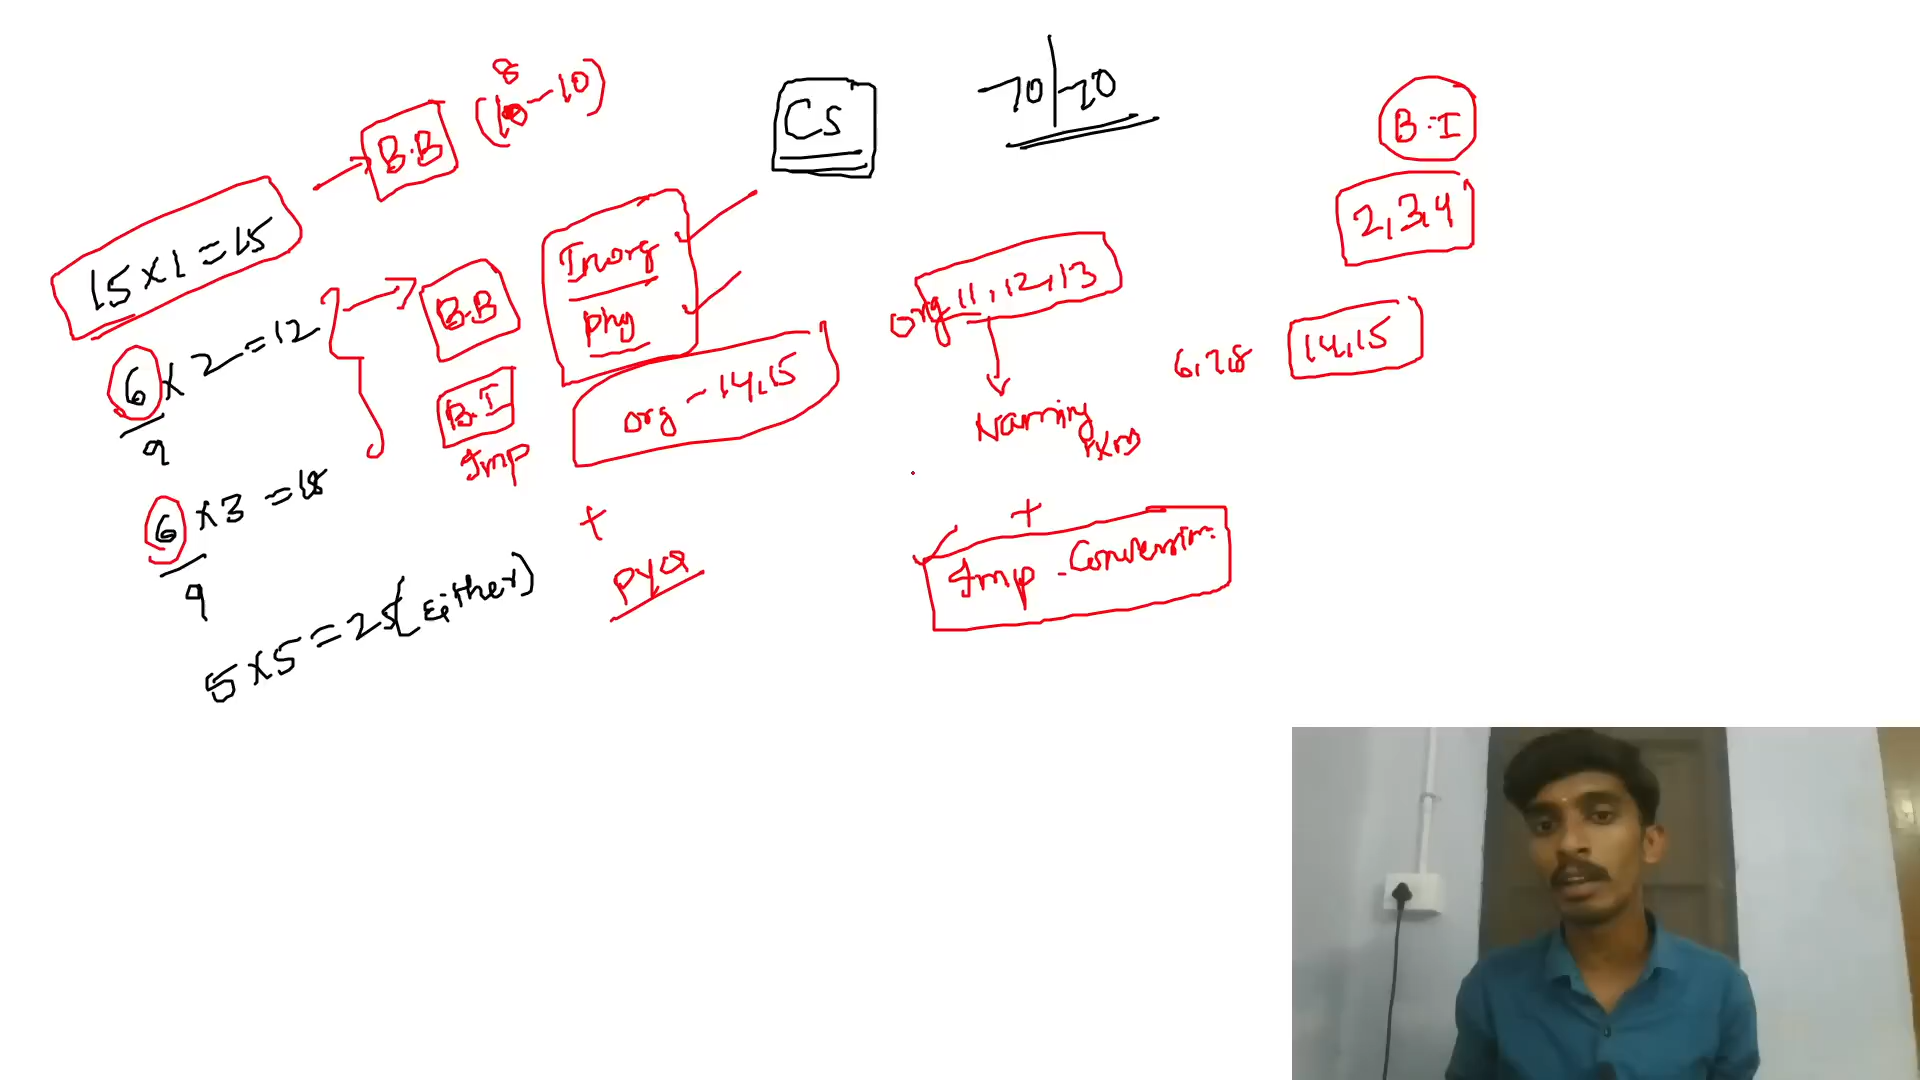 B.B
8
(10-10)
15×1=15
6×2=12
9
6×3=18
9
5×5=25(Either)
B.B
B.I
Imp
Inorg
phy
org - 14,15
+
PYQ
CS
70 | 20
org 11,12,13
Naming
rxns
+
Imp - Conversion
B.I
2,3,4
6,7,8
14,15